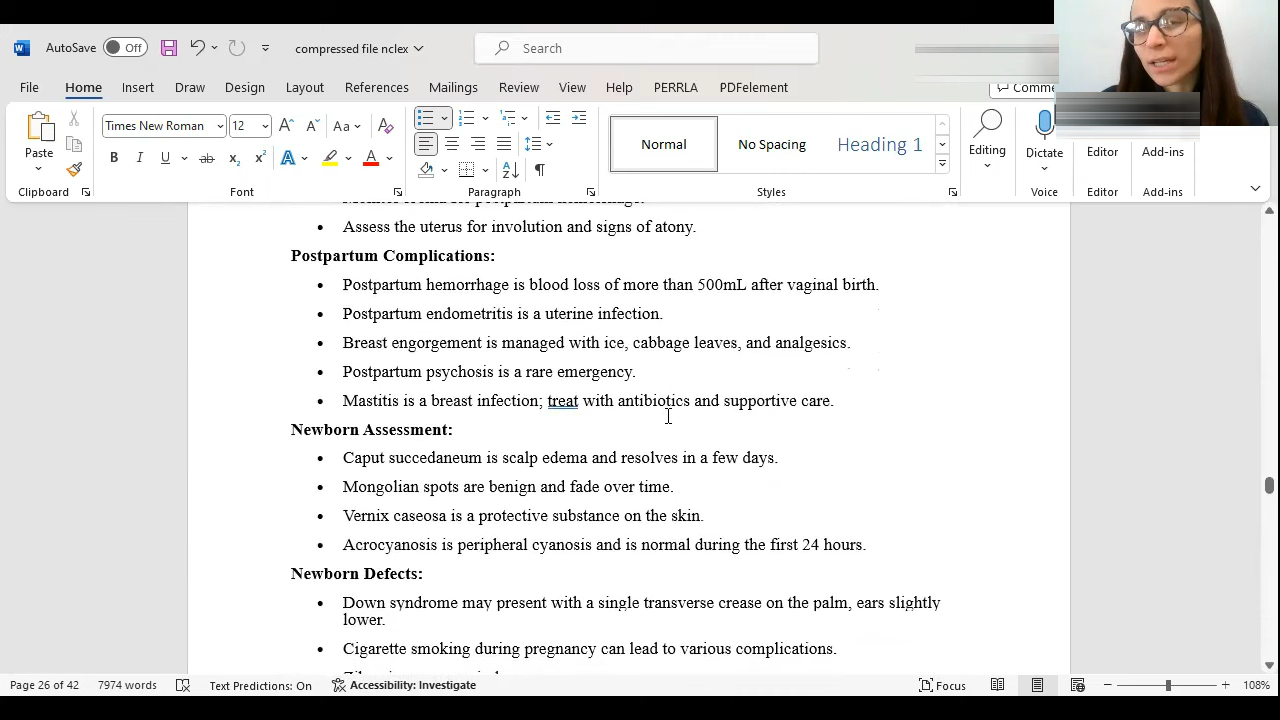 AutoSave Off compressed file nclex Search
File Home Insert Draw Design Layout References Mailings Review View Help PERRLA PDFelement
Times New Roman 12 Aa
Paste Normal No Spacing Heading 1 Editing Dictate Editor Add-ins
Clipboard Font Paragraph Styles Voice Editor Add-ins
• Assess the uterus for involution and signs of atony.
Postpartum Complications:
• Postpartum hemorrhage is blood loss of more than 500mL after vaginal birth.
• Postpartum endometritis is a uterine infection.
• Breast engorgement is managed with ice, cabbage leaves, and analgesics.
• Postpartum psychosis is a rare emergency.
• Mastitis is a breast infection; treat with antibiotics and supportive care.
Newborn Assessment:
• Caput succedaneum is scalp edema and resolves in a few days.
• Mongolian spots are benign and fade over time.
• Vernix caseosa is a protective substance on the skin.
• Acrocyanosis is peripheral cyanosis and is normal during the first 24 hours.
Newborn Defects:
• Down syndrome may present with a single transverse crease on the palm, ears slightly
lower.
• Cigarette smoking during pregnancy can lead to various complications.
Page 26 of 42 7974 words Text Predictions: On Accessibility: Investigate Focus 108%